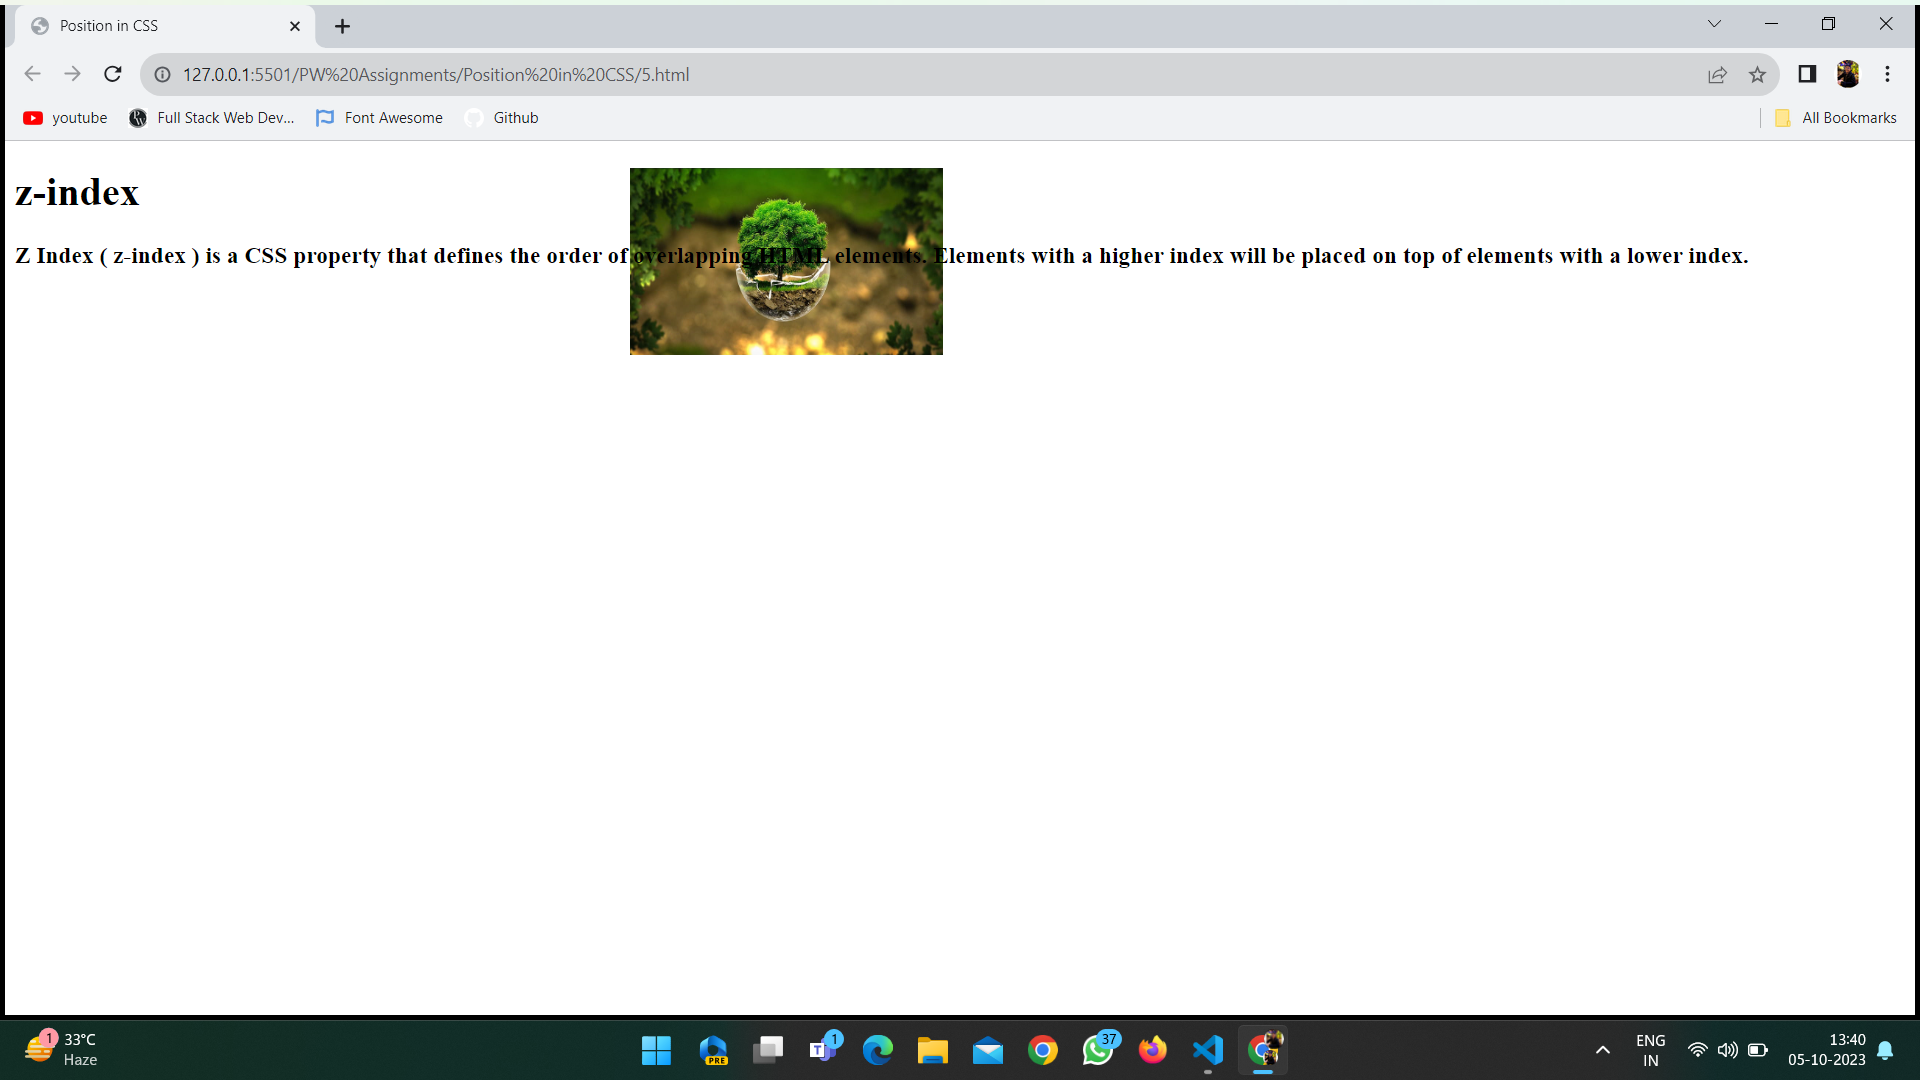 Position in CSS
127.0.0.1:5501/PW%20Assignments/Position%20in%20CSS/5.html
youtube Full Stack Web Dev... Font Awesome Github All Bookmarks
z-index
Z Index ( z-index ) is a CSS property that defines the order of overlapping HTML elements. Elements with a higher index will be placed on top of elements with a lower index.
1 33°C
Haze
PRE
T 1
37
ENG
IN
13:40
05-10-2023